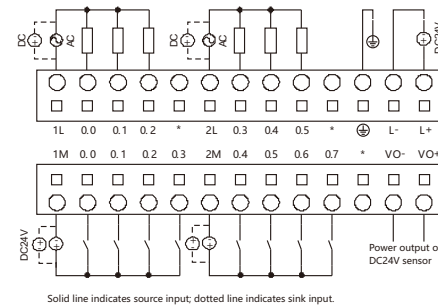 DC AC DC AC DC24V
1L 0.0 0.1 0.2 * 2L 0.3 0.4 0.5 * L- L+
1M 0.0 0.1 0.2 0.3 2M 0.4 0.5 0.6 0.7 * VO- VO+
DC24V
Power output o
DC24V sensor
Solid line indicates source input; dotted line indicates sink input.